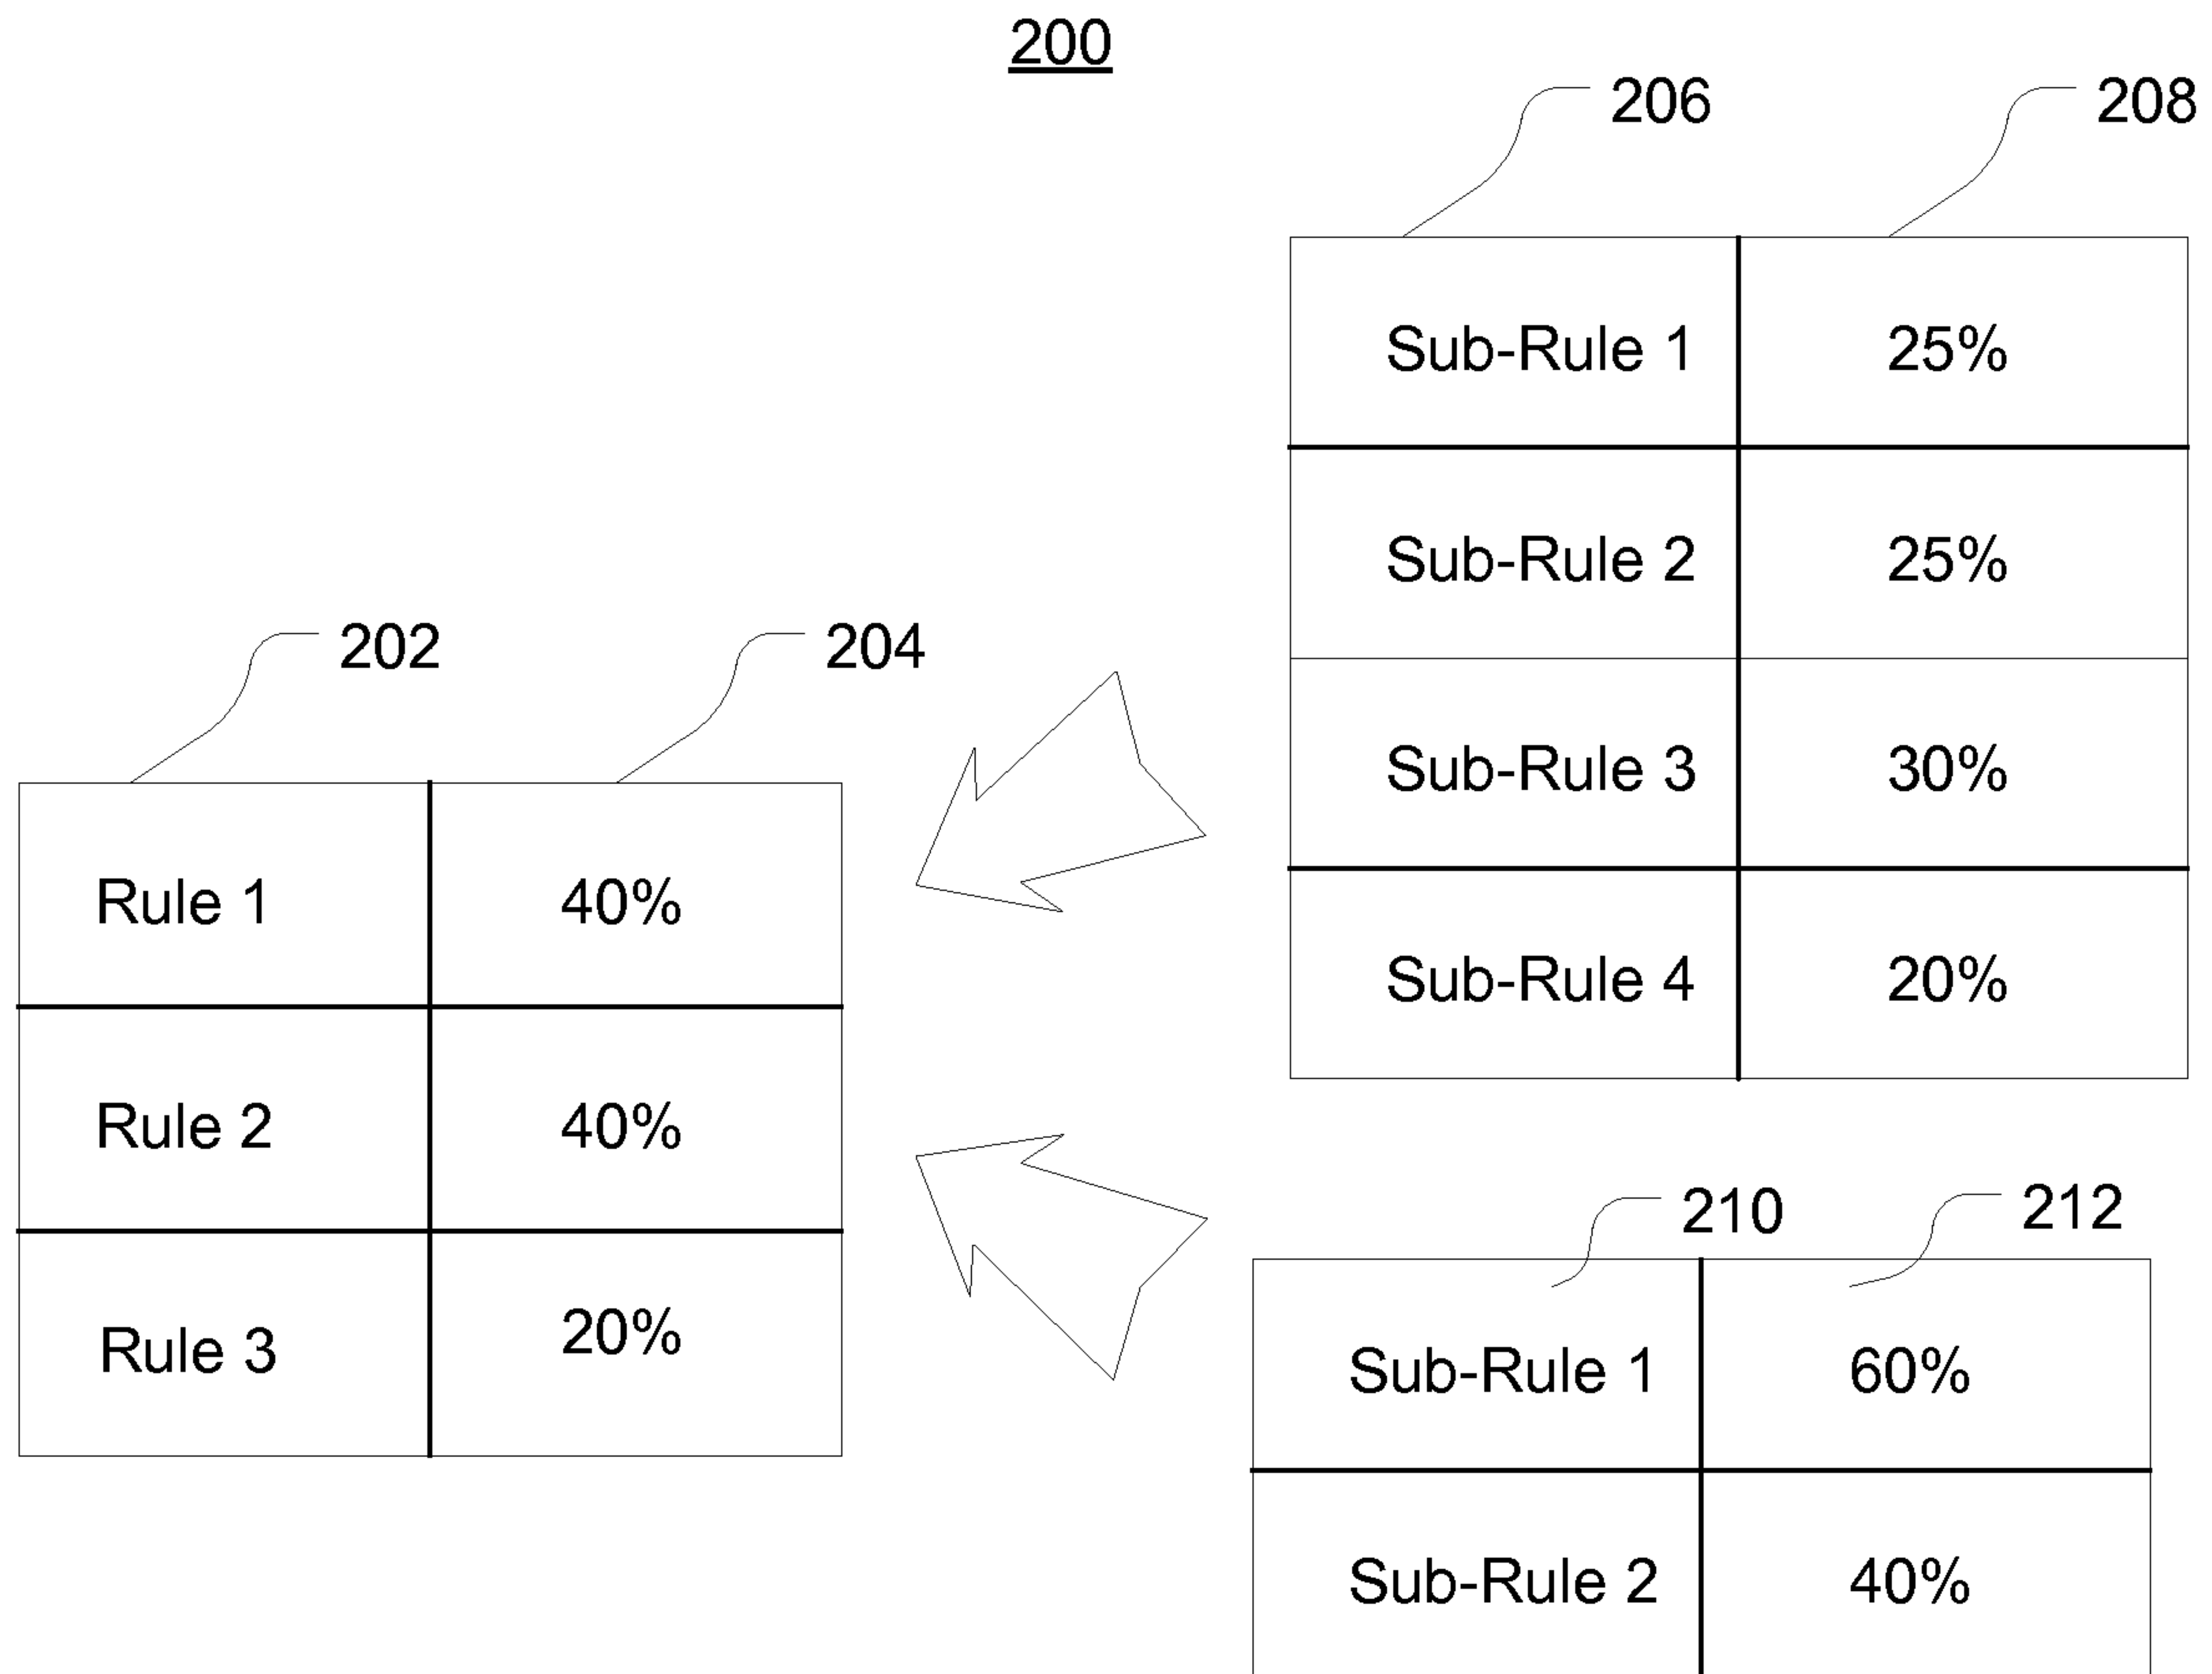 200
206 208
Sub-Rule 1 25%
Sub-Rule 2 25%
Sub-Rule 3 30%
Sub-Rule 4 20%
202 204
Rule 1 40%
Rule 2 40%
Rule 3 20%
210 212
Sub-Rule 1 60%
Sub-Rule 2 40%